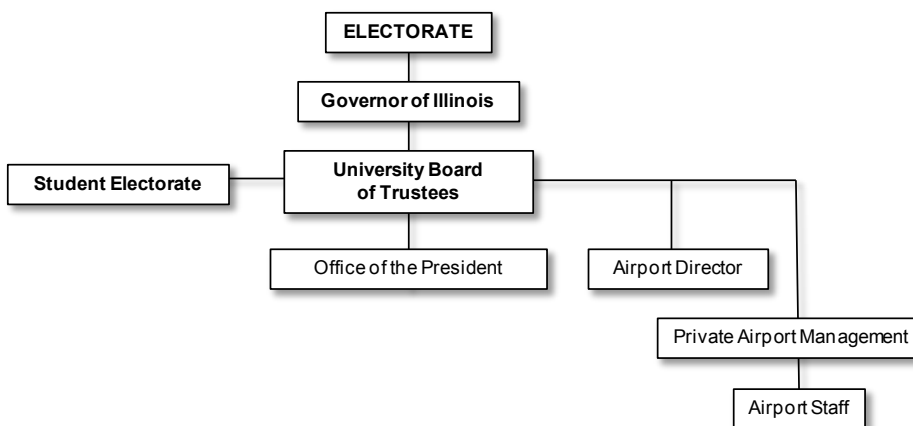 ELECTORATE
Governor of Illinois
Student Electorate
University Board
of Trustees
Office of the President
Airport Director
Private Airport Management
Airport Staff